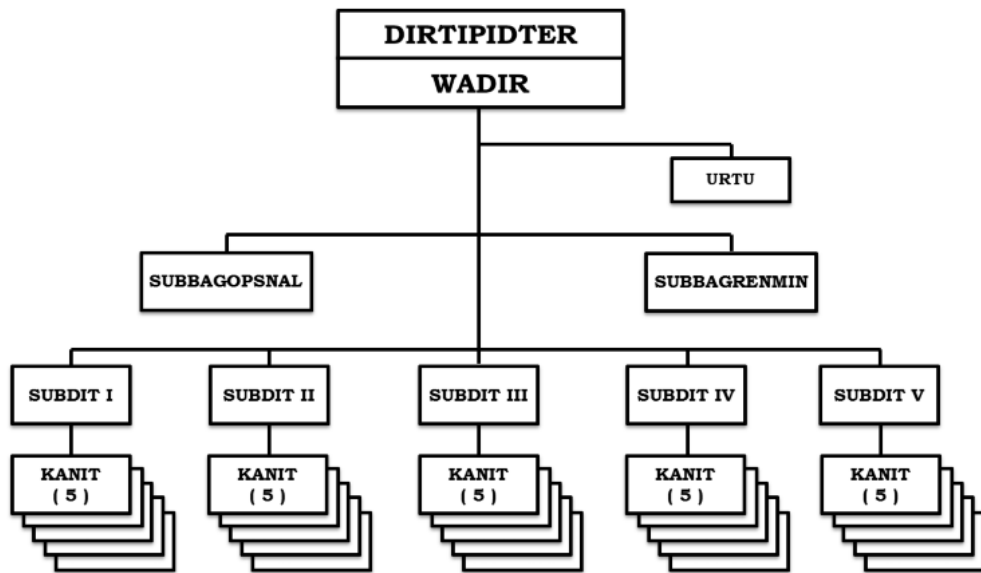 DIRTIPIDTER
WADIR
URTU
SUBBAGOPSNAL
SUBBAGRENMIN
SUBDIT I
SUBDIT II
SUBDIT III
SUBDIT IV
SUBDIT V
KANIT
( 5 )
KANIT
( 5 )
KANIT
( 5 )
KANIT
( 5 )
KANIT
( 5 )